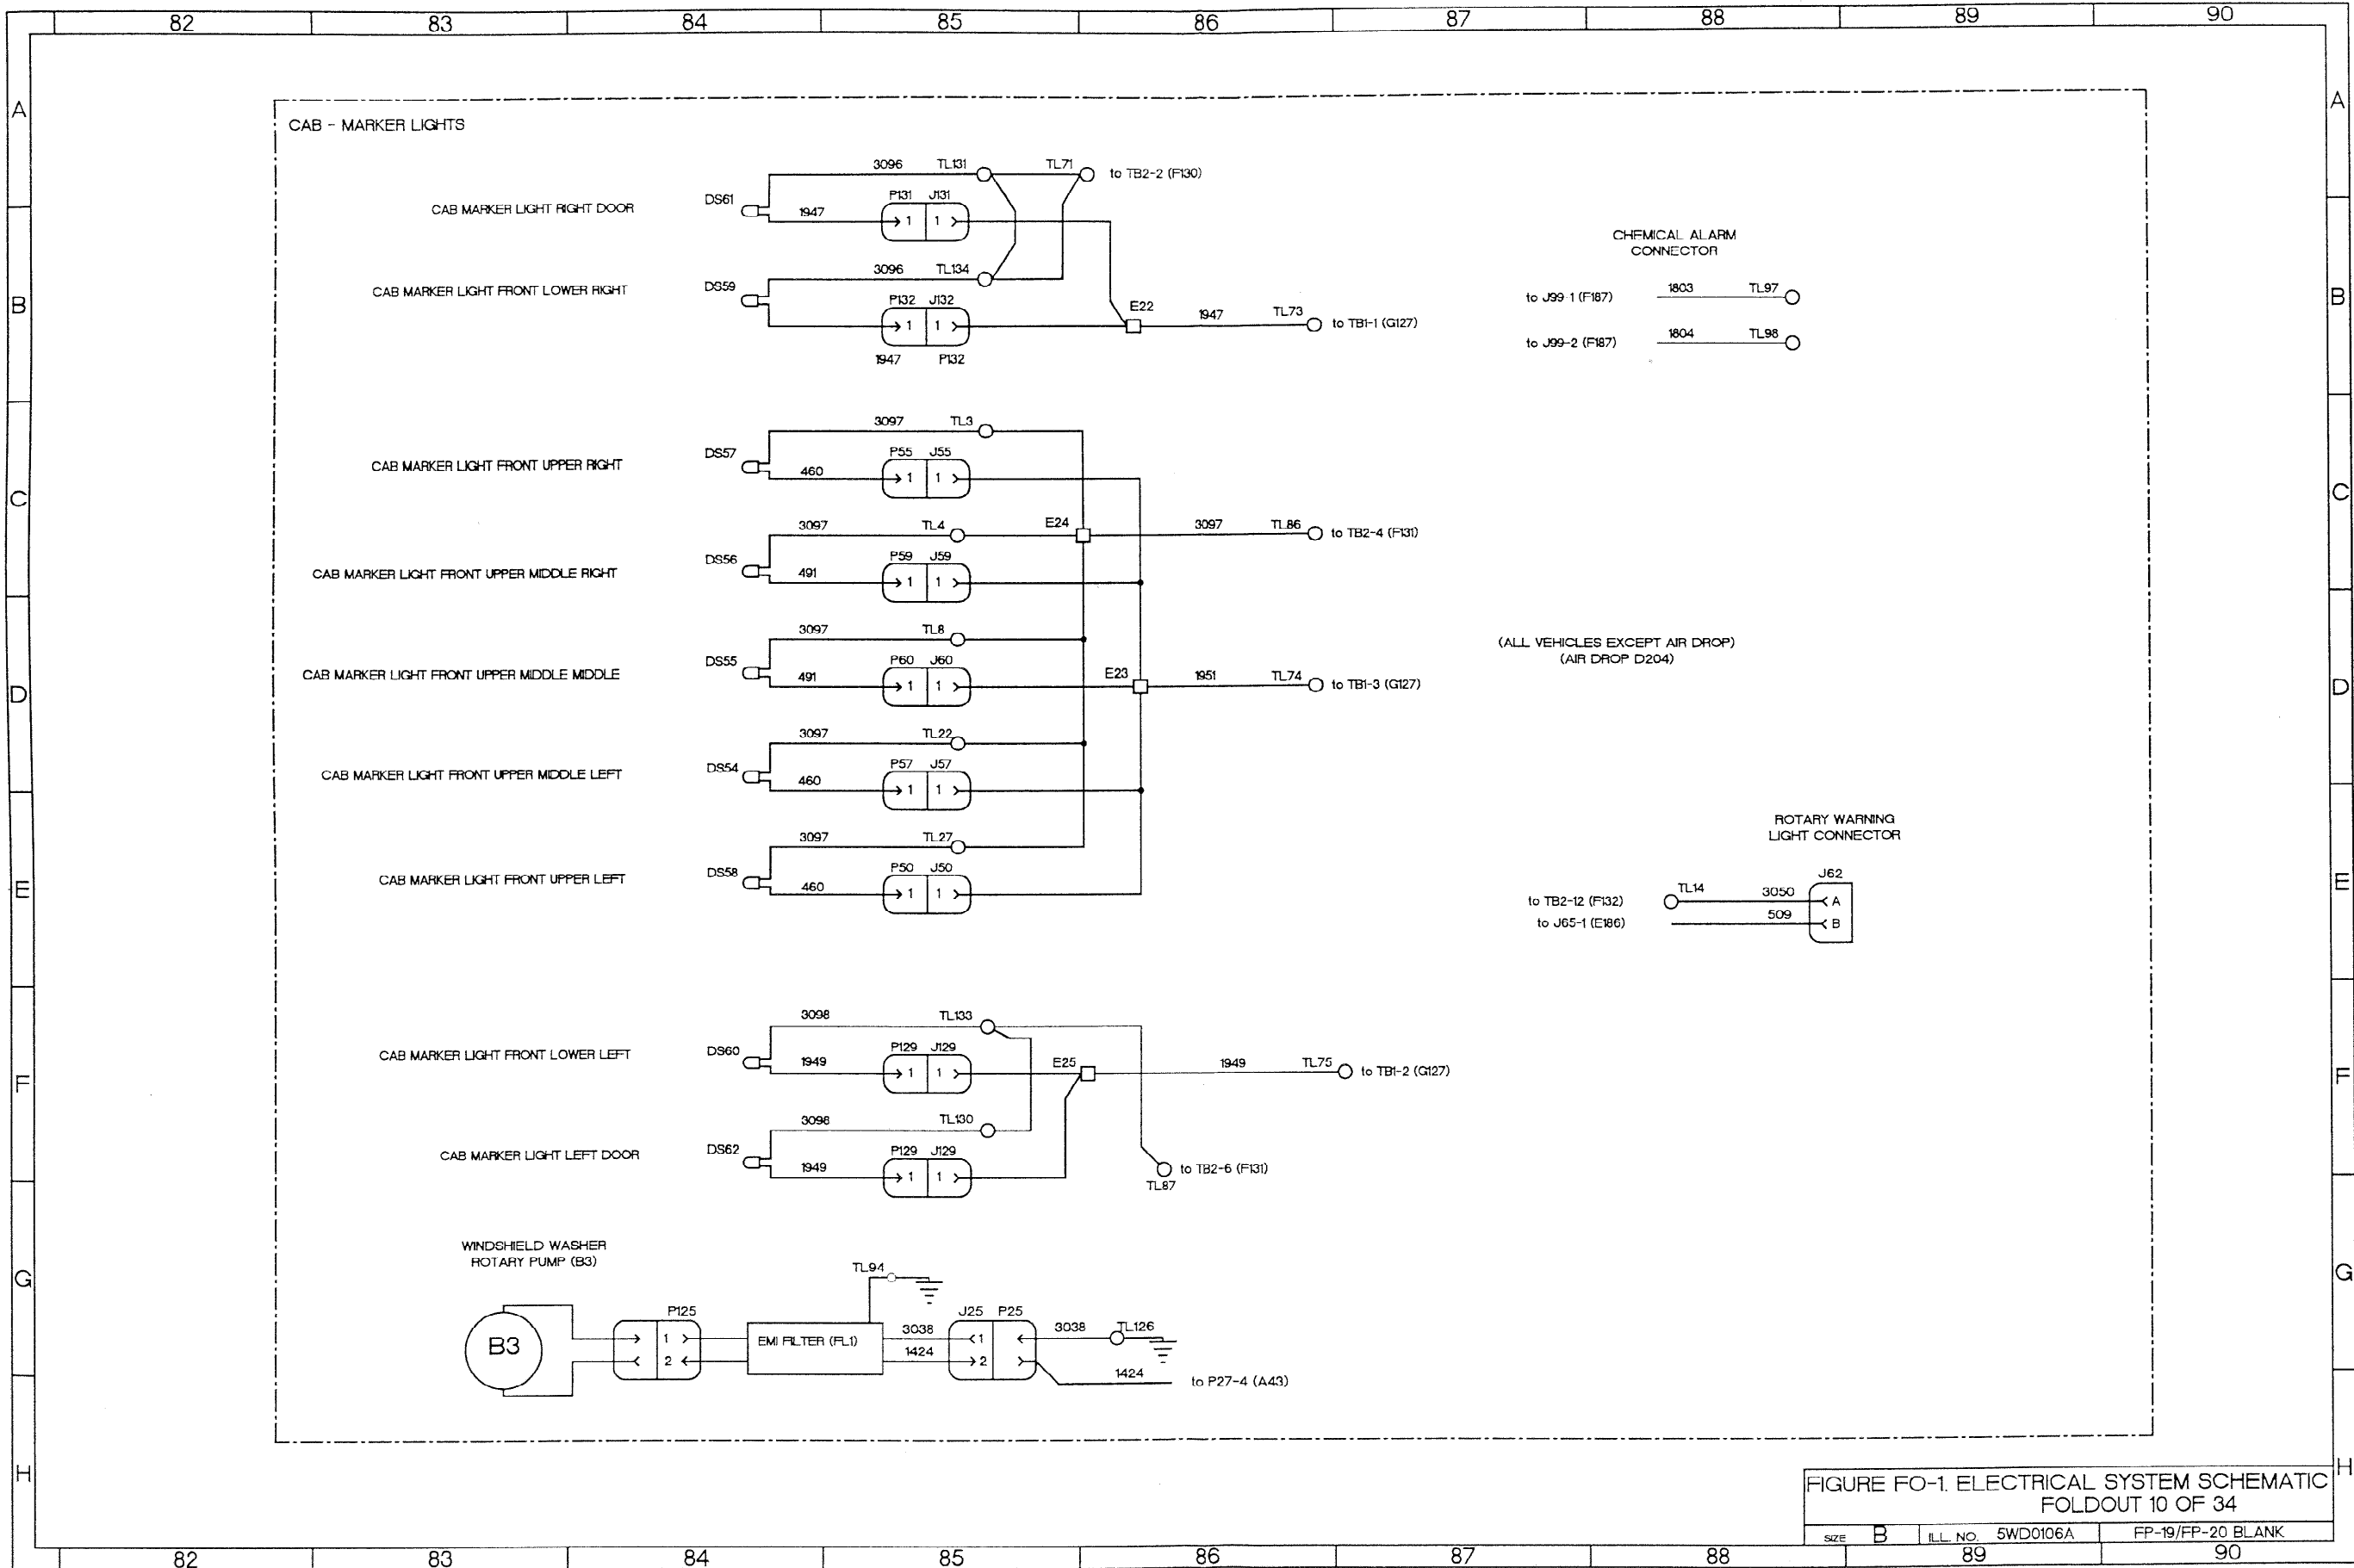 82 83 84 85 86 87 88 89 90
A A
CAB - MARKER LIGHTS
3096 TL131 TL71 to TB2-2 (F130)
CAB MARKER LIGHT RIGHT DOOR DS61 1947 P131 J131
1 1
B B
CHEMICAL ALARM
CONNECTOR
3096 TL134
CAB MARKER LIGHT FRONT LOWER RIGHT DS59 P132 J132
1 1
E22 1947 TL73 to TB1-1 (G127)
1947 P132
to J99-1 (F187) 1803 TL97
to J99-2 (F187) 1804 TL98
C C
3097 TL3
CAB MARKER LIGHT FRONT UPPER RIGHT DS57 460 P55 J55
1 1
3097 TL4 E24 3097 TL86 to TB2-4 (F131)
CAB MARKER LIGHT FRONT UPPER MIDDLE RIGHT DS56 491 P59 J59
1 1
D D
3097 TL8
(ALL VEHICLES EXCEPT AIR DROP)
(AIR DROP D204)
CAB MARKER LIGHT FRONT UPPER MIDDLE MIDDLE DS55 491 P60 J60
1 1
E23 1951 TL74 to TB1-3 (G127)
3097 TL22
CAB MARKER LIGHT FRONT UPPER MIDDLE LEFT DS54 460 P57 J57
1 1
E E
3097 TL27
CAB MARKER LIGHT FRONT UPPER LEFT DS58 460 P50 J50
1 1
ROTARY WARNING
LIGHT CONNECTOR
J62
to TB2-12 (F132) TL14 3050 A
to J65-1 (E186) 509 B
F F
3098 TL133
CAB MARKER LIGHT FRONT LOWER LEFT DS60 1949 P129 J129
1 1
E25 1949 TL75 to TB1-2 (G127)
3098 TL130
CAB MARKER LIGHT LEFT DOOR DS62 1949 P129 J129
1 1
to TB2-6 (F131)
TL87
G G
WINDSHIELD WASHER
ROTARY PUMP (B3)
TL94
B3 P125
1
2
EMI FILTER (FL1)
3038
1424
J25 P25
1
2
3038 TL126
1424 to P27-4 (A43)
H H
FIGURE FO-1. ELECTRICAL SYSTEM SCHEMATIC
FOLDOUT 10 OF 34
SIZE B ILL. NO. 5WD0106A FP-19/FP-20 BLANK
82 83 84 85 86 87 88 89 90